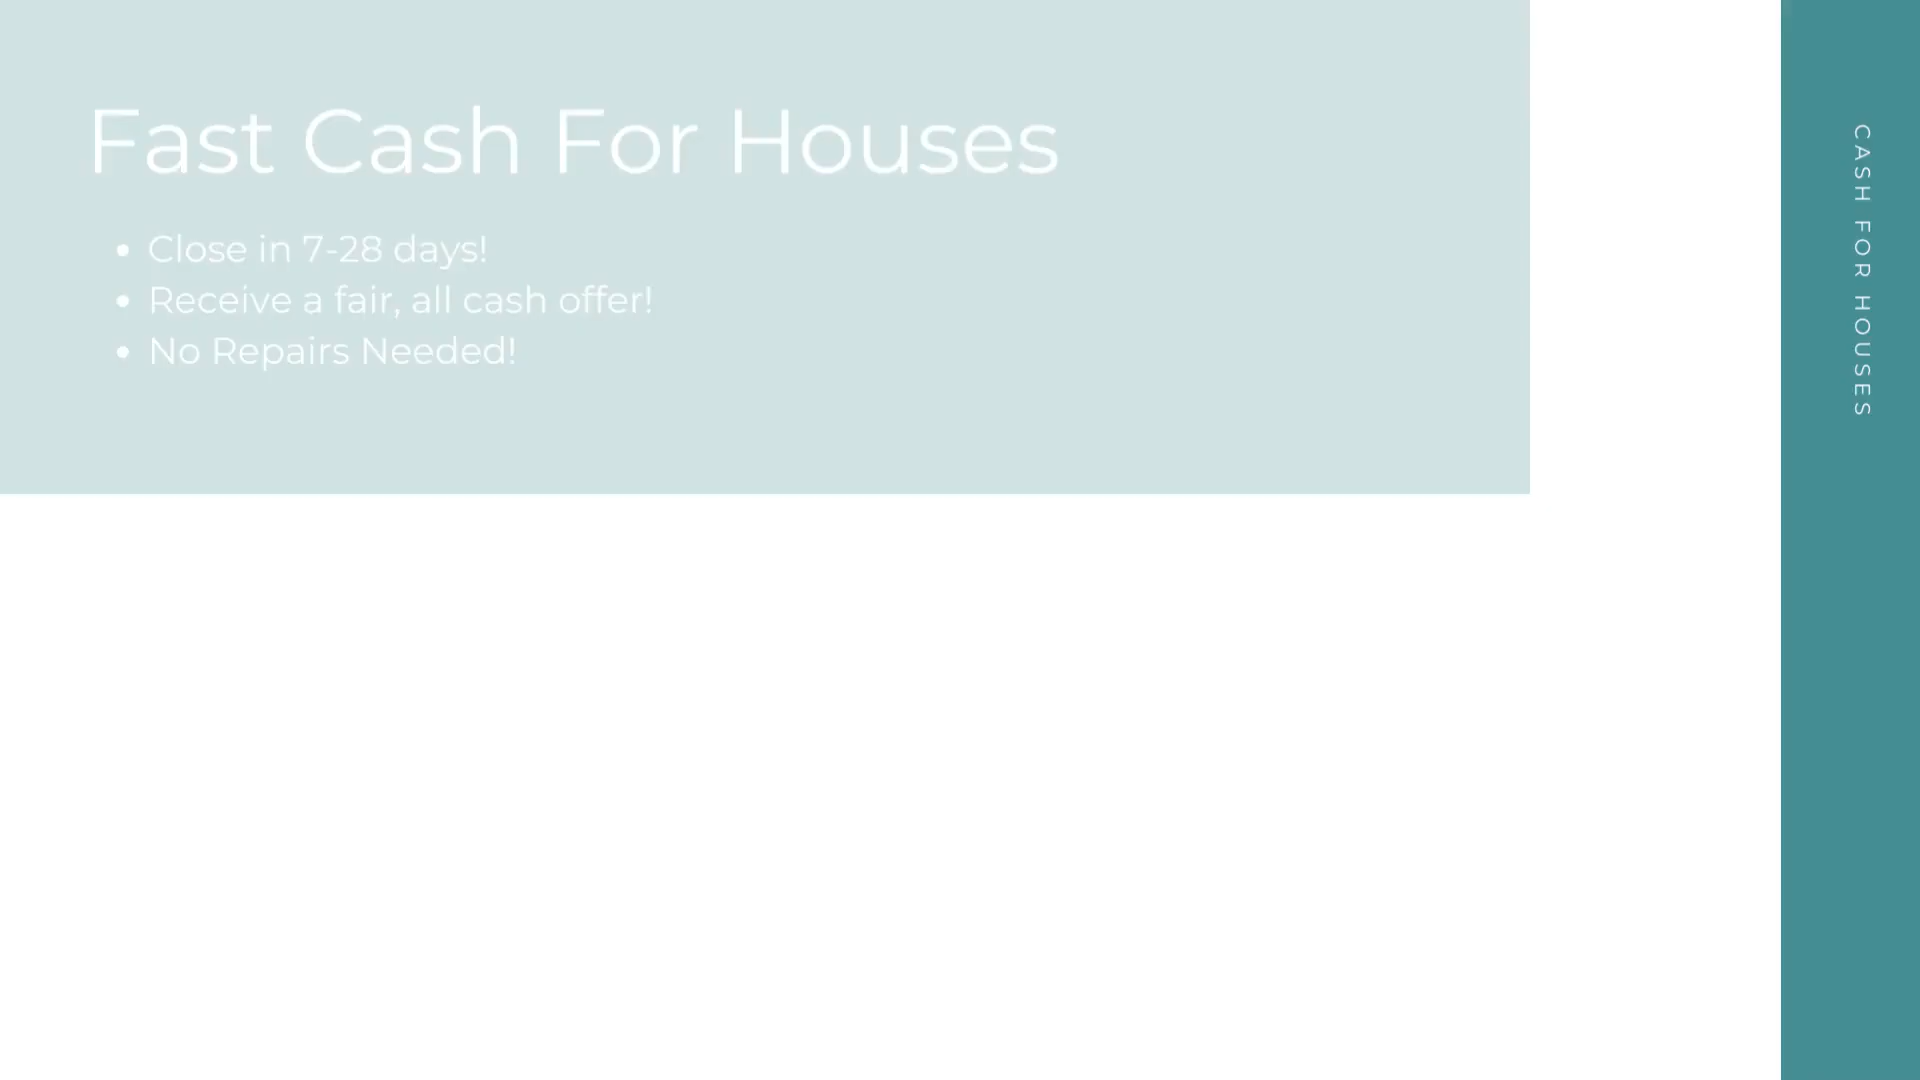 Fast Cash For Houses
• Close in 7-28 days!
• Receive a fair, all cash offer!
• No Repairs Needed!
CASH FOR HOUSES